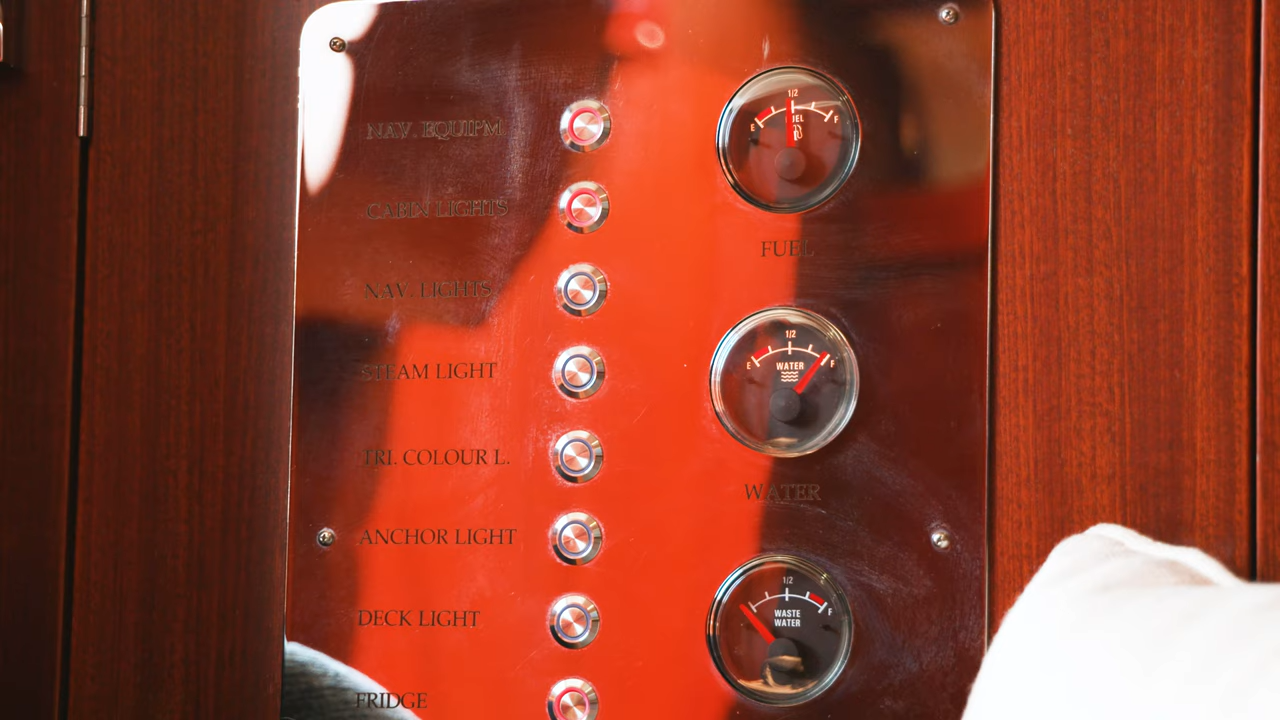 NAV. EQUIPM.
CABIN LIGHTS
NAV. LIGHTS
STEAM LIGHT
TRI. COLOUR L.
ANCHOR LIGHT
DECK LIGHT
FRIDGE
1/2
E F
FUEL
FUEL
1/2
E F
WATER
WATER
1/2
F
WASTE
WATER